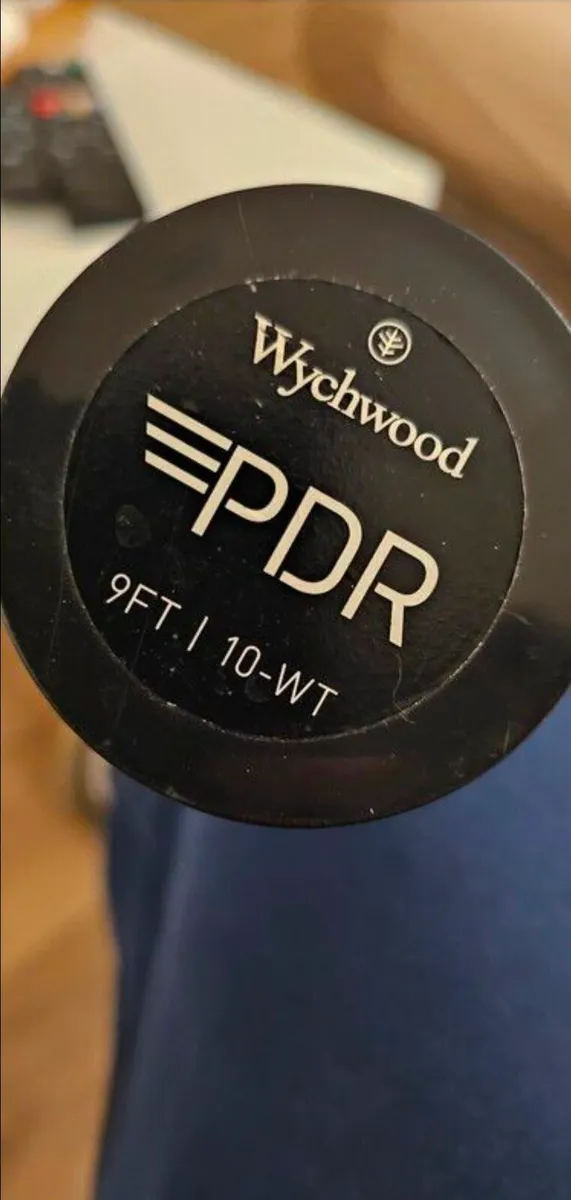 Wychwood
PDR
9FT | 10-WT